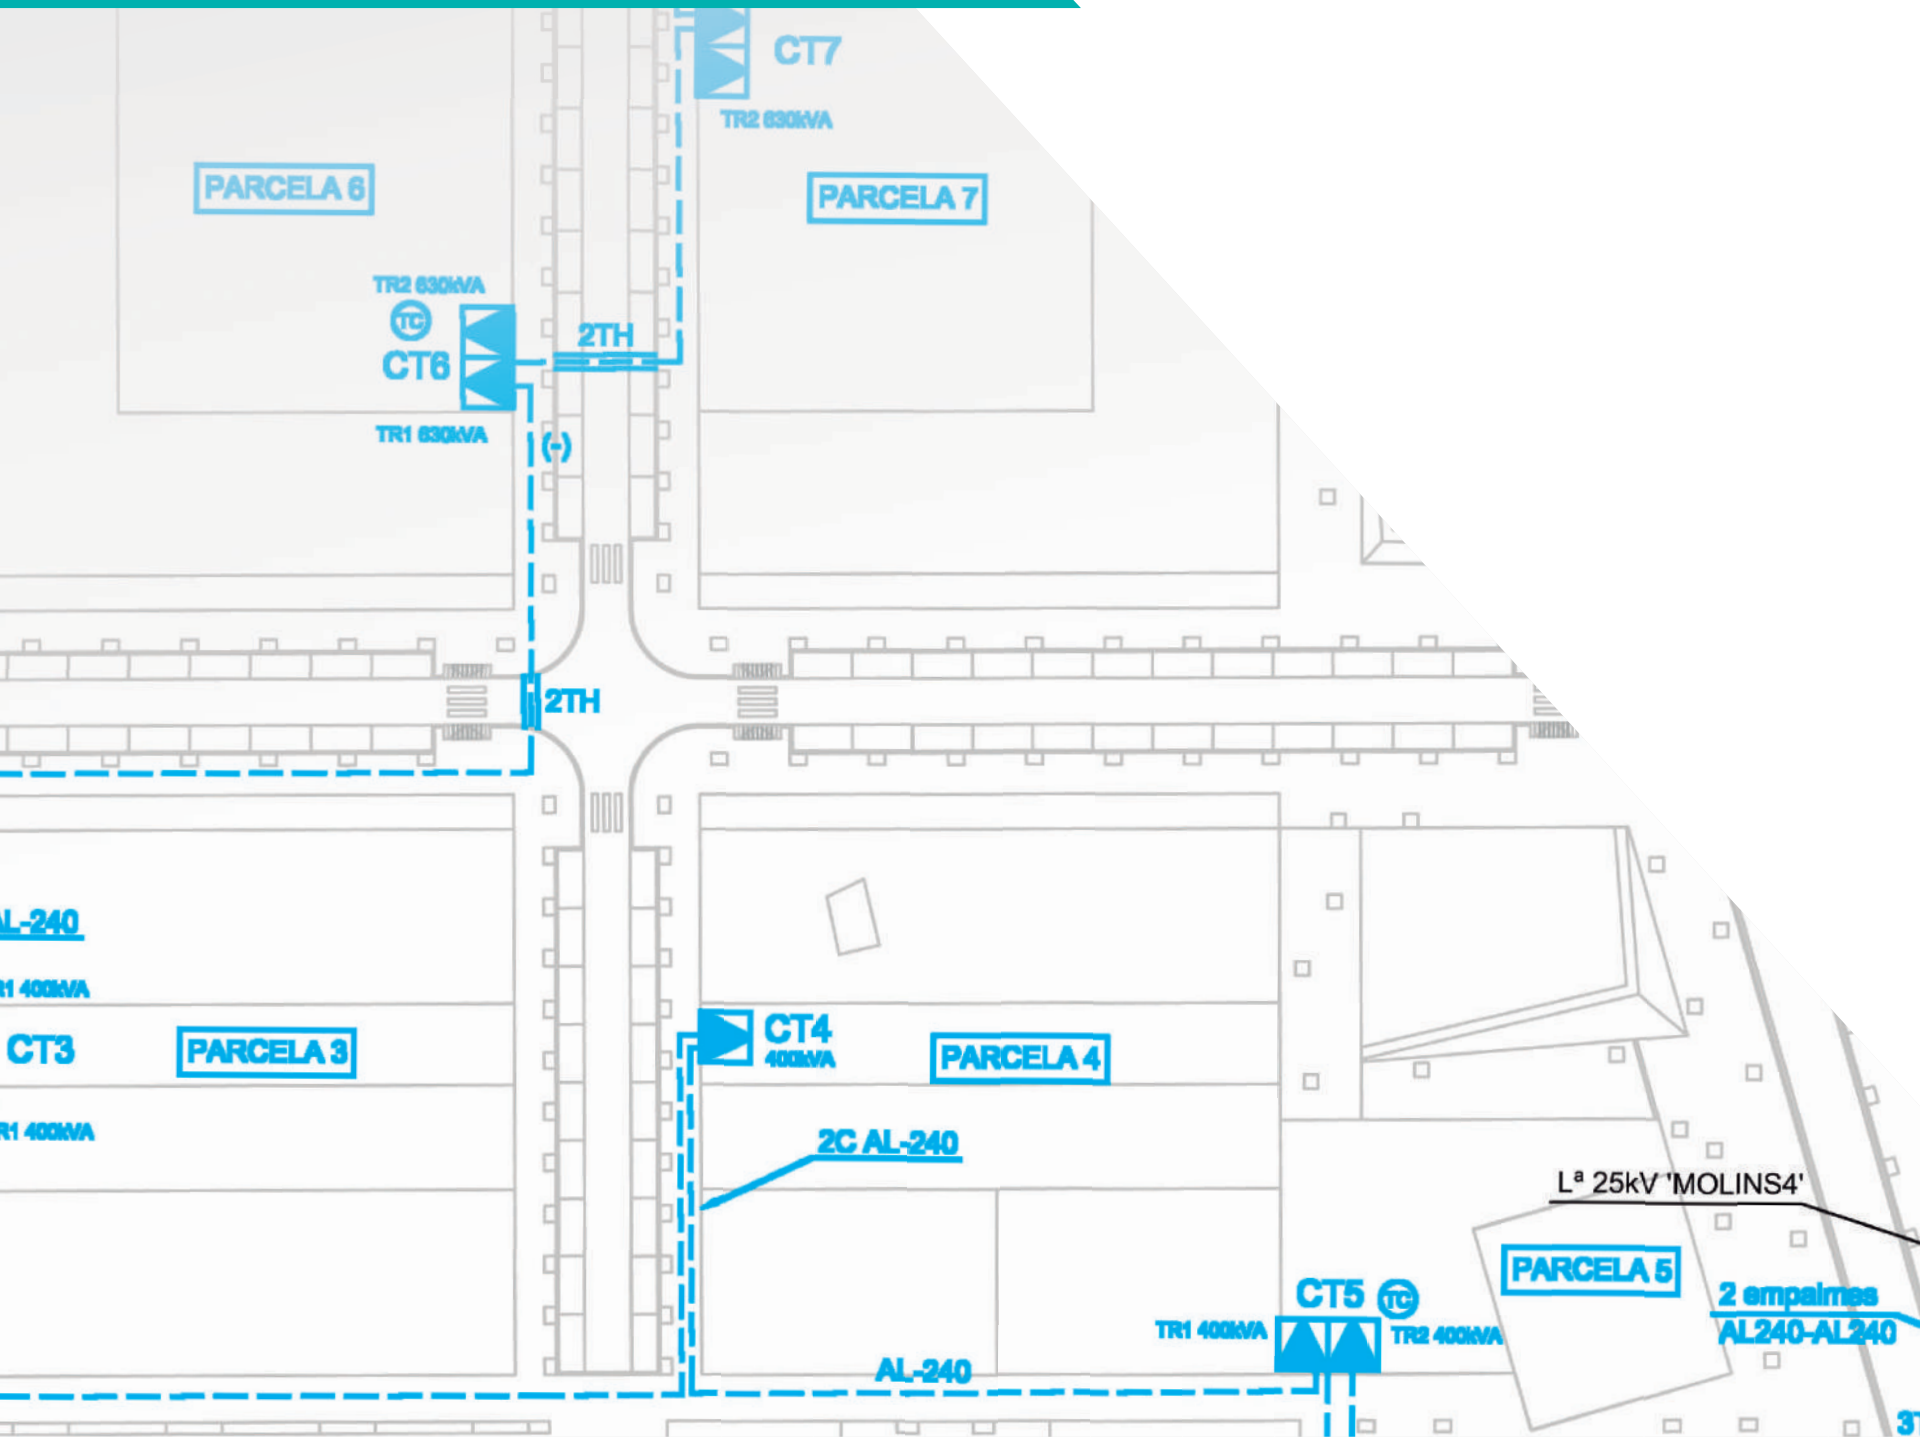 CT7
TR2 630kVA
PARCELA 6
PARCELA 7
TR2 630kVA
TC
CT6
2TH
TR1 630kVA
(-)
2TH
AL-240
R1 400kVA
CT3
PARCELA 3
CT4
400kVA
PARCELA 4
R1 400kVA
2C AL-240
Lª 25kV 'MOLINS4'
PARCELA 5
CT5
TC
TR1 400kVA
TR2 400kVA
2 empalmes
AL240-AL240
AL-240